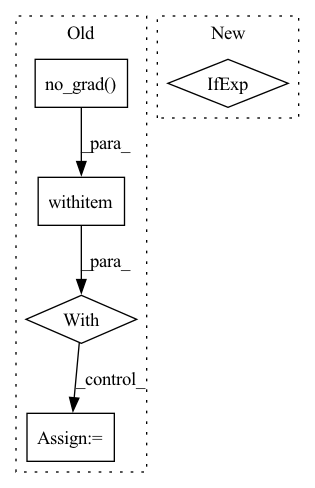 Old
New
no_grad()
IfExp
_para_
withitem
_para_
With
_control_
Assign:=